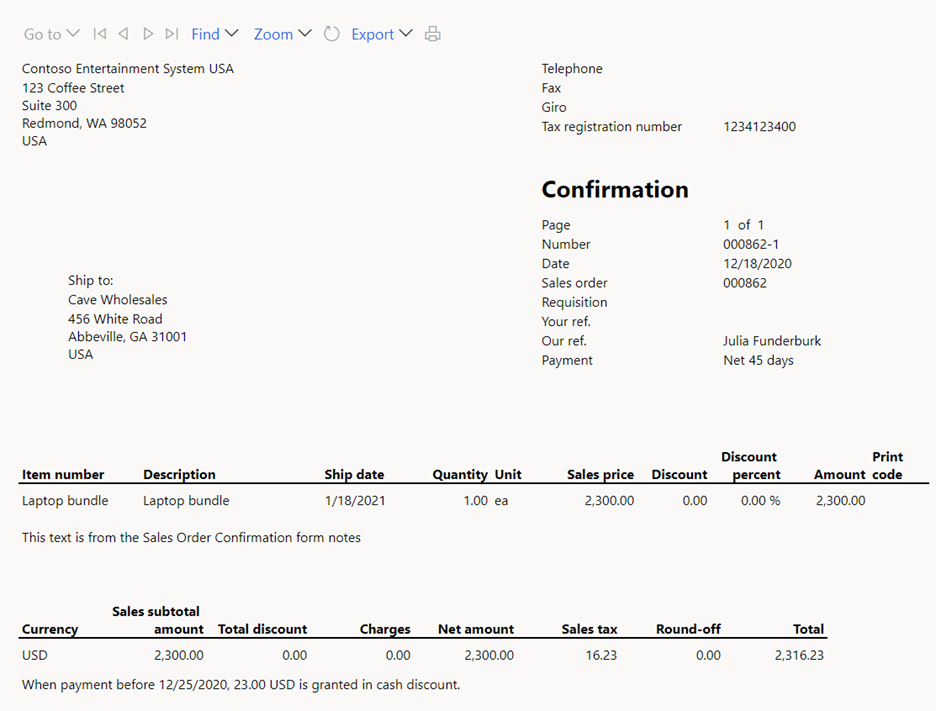 Go to Find Zoom Export
Contoso Entertainment System USA
123 Coffee Street
Suite 300
Redmond, WA 98052
USA
Telephone
Fax
Giro
Tax registration number 1234123400
Confirmation
Page 1 of 1
Number 000862-1
Date 12/18/2020
Sales order 000862
Requisition
Your ref.
Our ref. Julia Funderburk
Payment Net 45 days
Ship to:
Cave Wholesales
456 White Road
Abbeville, GA 31001
USA
Item number Description Ship date Quantity Unit Sales price Discount Discount percent Amount Print code
Laptop bundle Laptop bundle 1/18/2021 1.00 ea 2,300.00 0.00 0.00 % 2,300.00
This text is from the Sales Order Confirmation form notes
Currency Sales subtotal amount Total discount Charges Net amount Sales tax Round-off Total
USD 2,300.00 0.00 0.00 2,300.00 16.23 0.00 2,316.23
When payment before 12/25/2020, 23.00 USD is granted in cash discount.